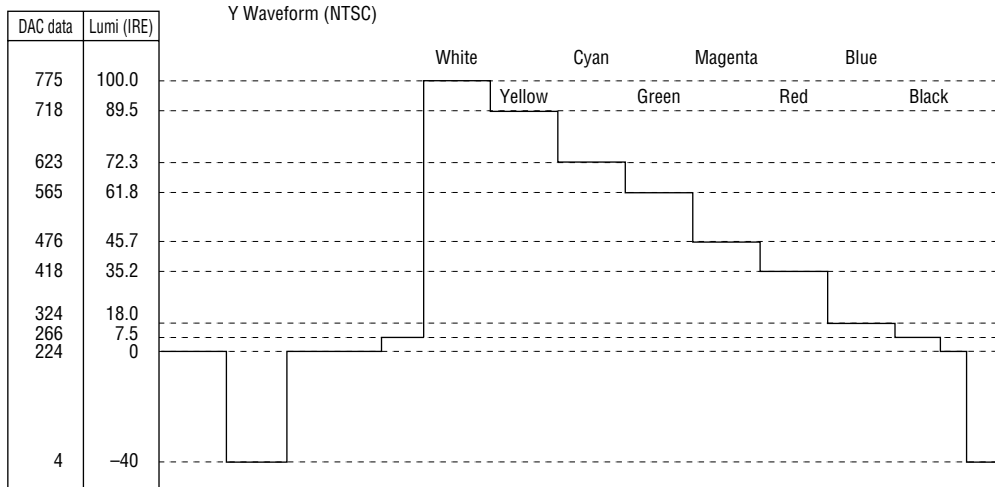 Y Waveform (NTSC)
DAC data Lumi (IRE)
White Cyan Magenta Blue
775 100.0
Yellow Green Red Black
718 89.5
623 72.3
565 61.8
476 45.7
418 35.2
324 18.0
266 7.5
224 0
4 –40